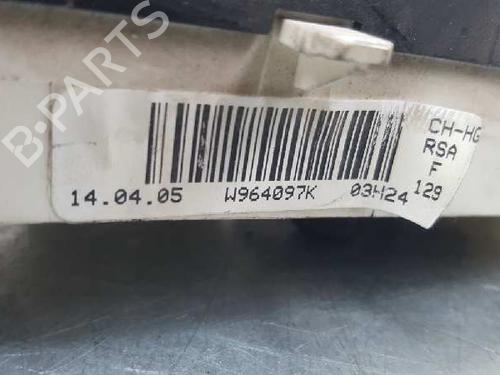 B-PARTS
CH-HG
RSA
F
129
14.04.05 W964097K 03H24